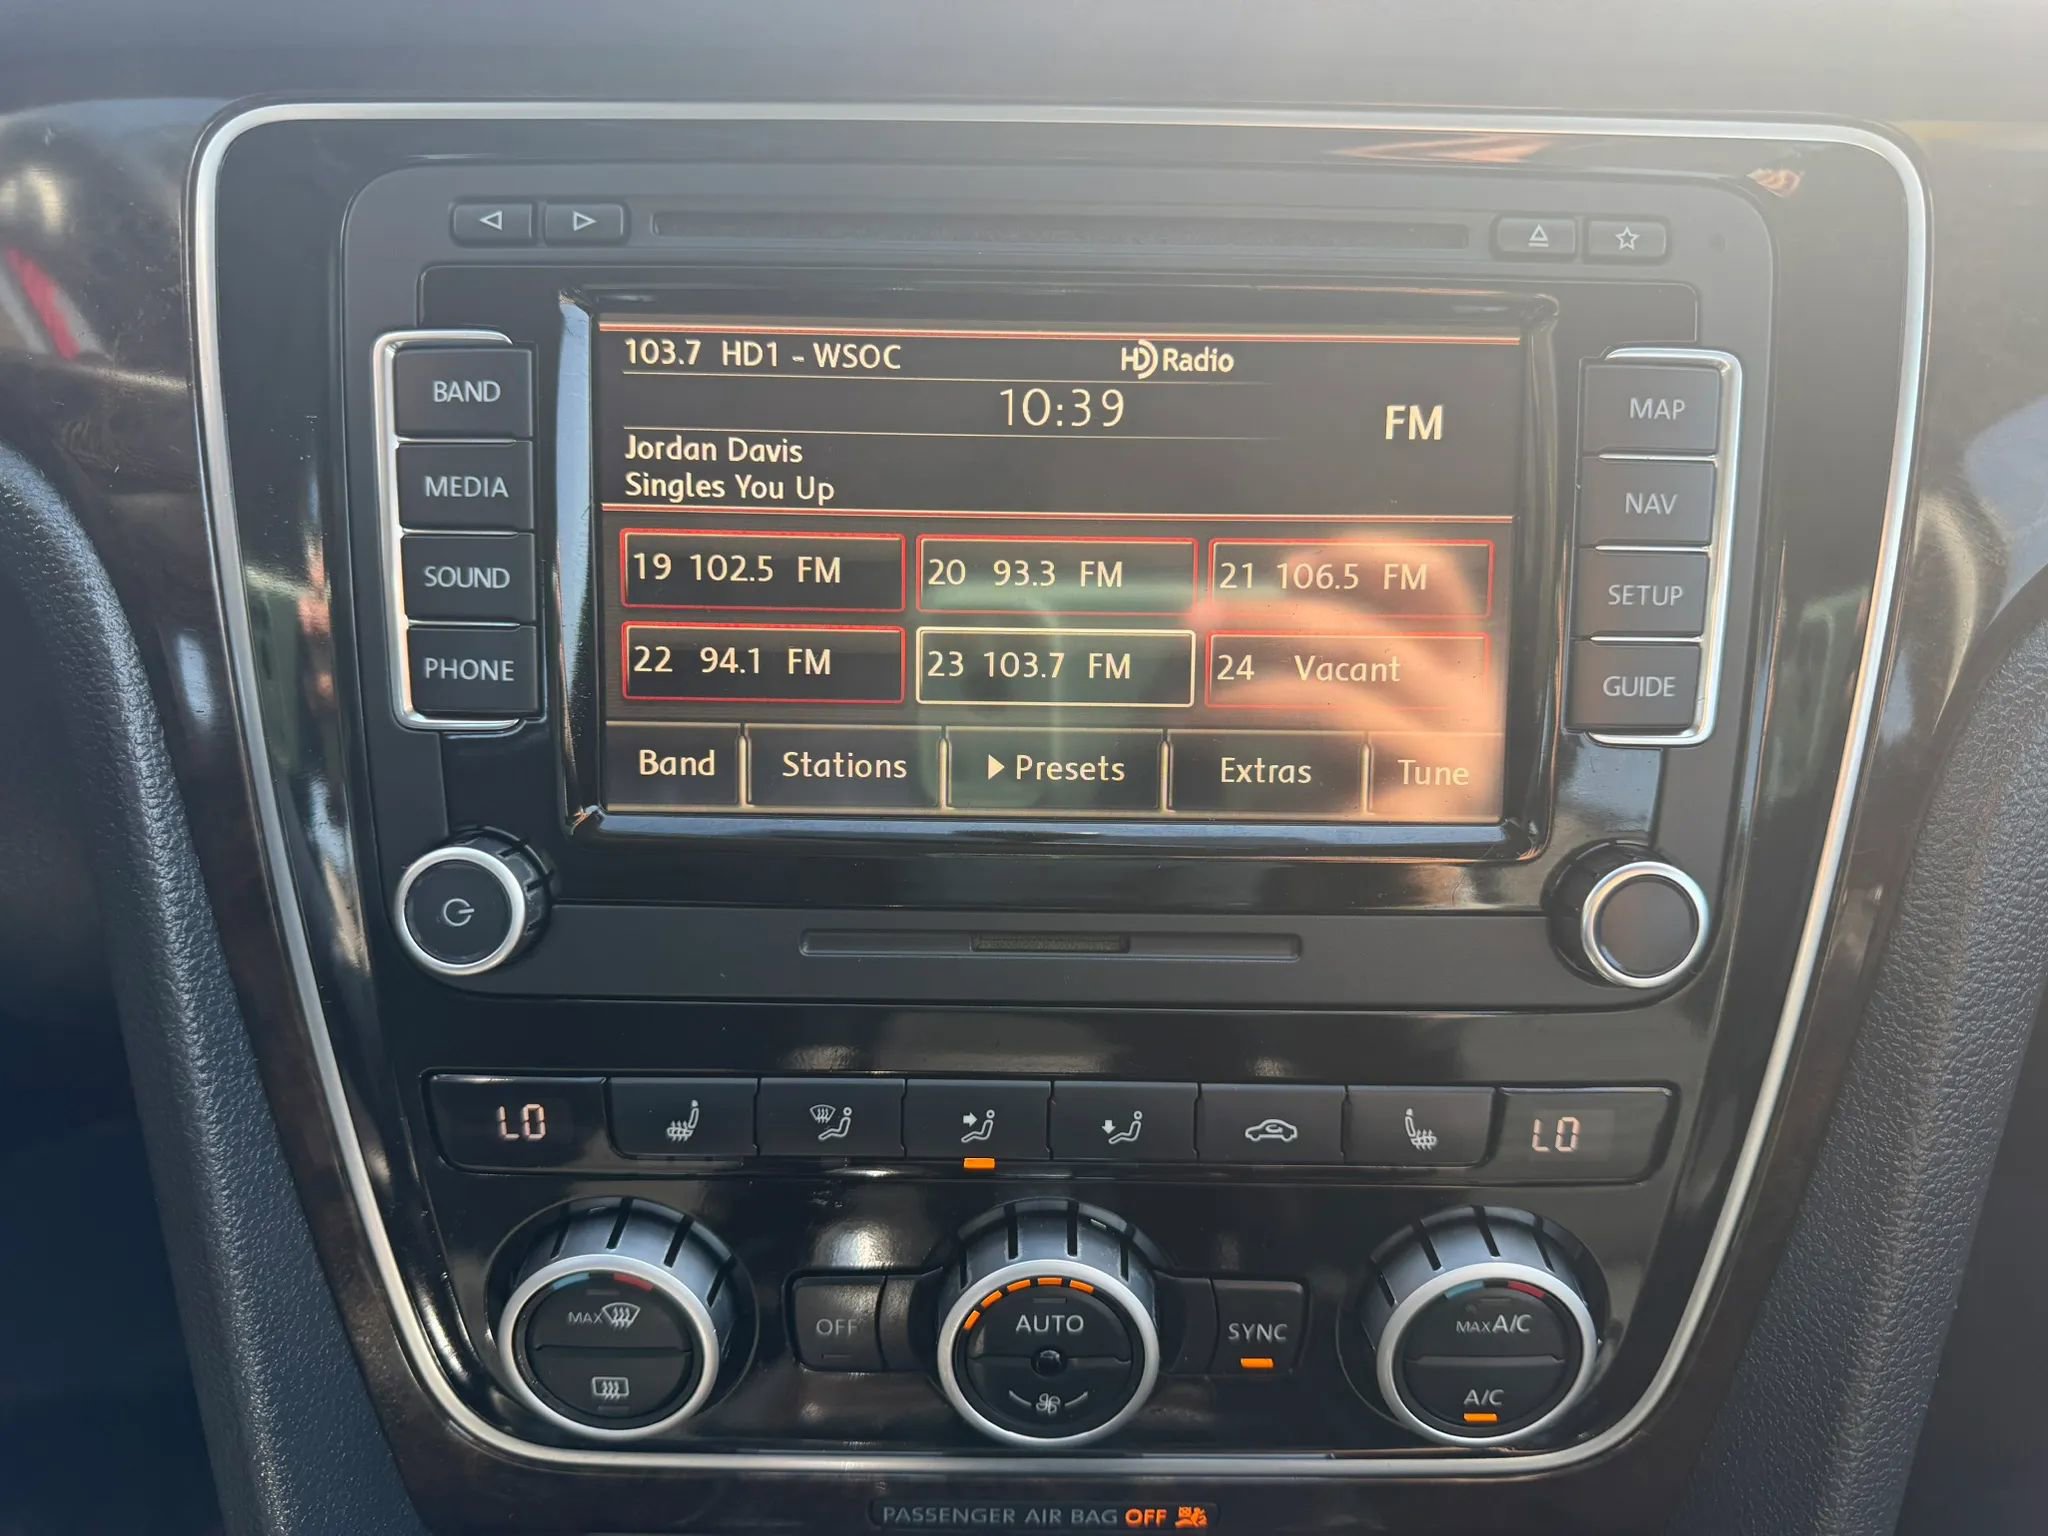 103.7 HD1 - WSOC
HD Radio
10:39
FM
Jordan Davis
Singles You Up
BAND
MEDIA
SOUND
PHONE
MAP
NAV
SETUP
GUIDE
19 102.5 FM
20 93.3 FM
21 106.5 FM
22 94.1 FM
23 103.7 FM
24 Vacant
Band
Stations
Presets
Extras
Tune
LO
LO
MAX
OFF
AUTO
SYNC
MAX A/C
A/C
PASSENGER AIR BAG OFF